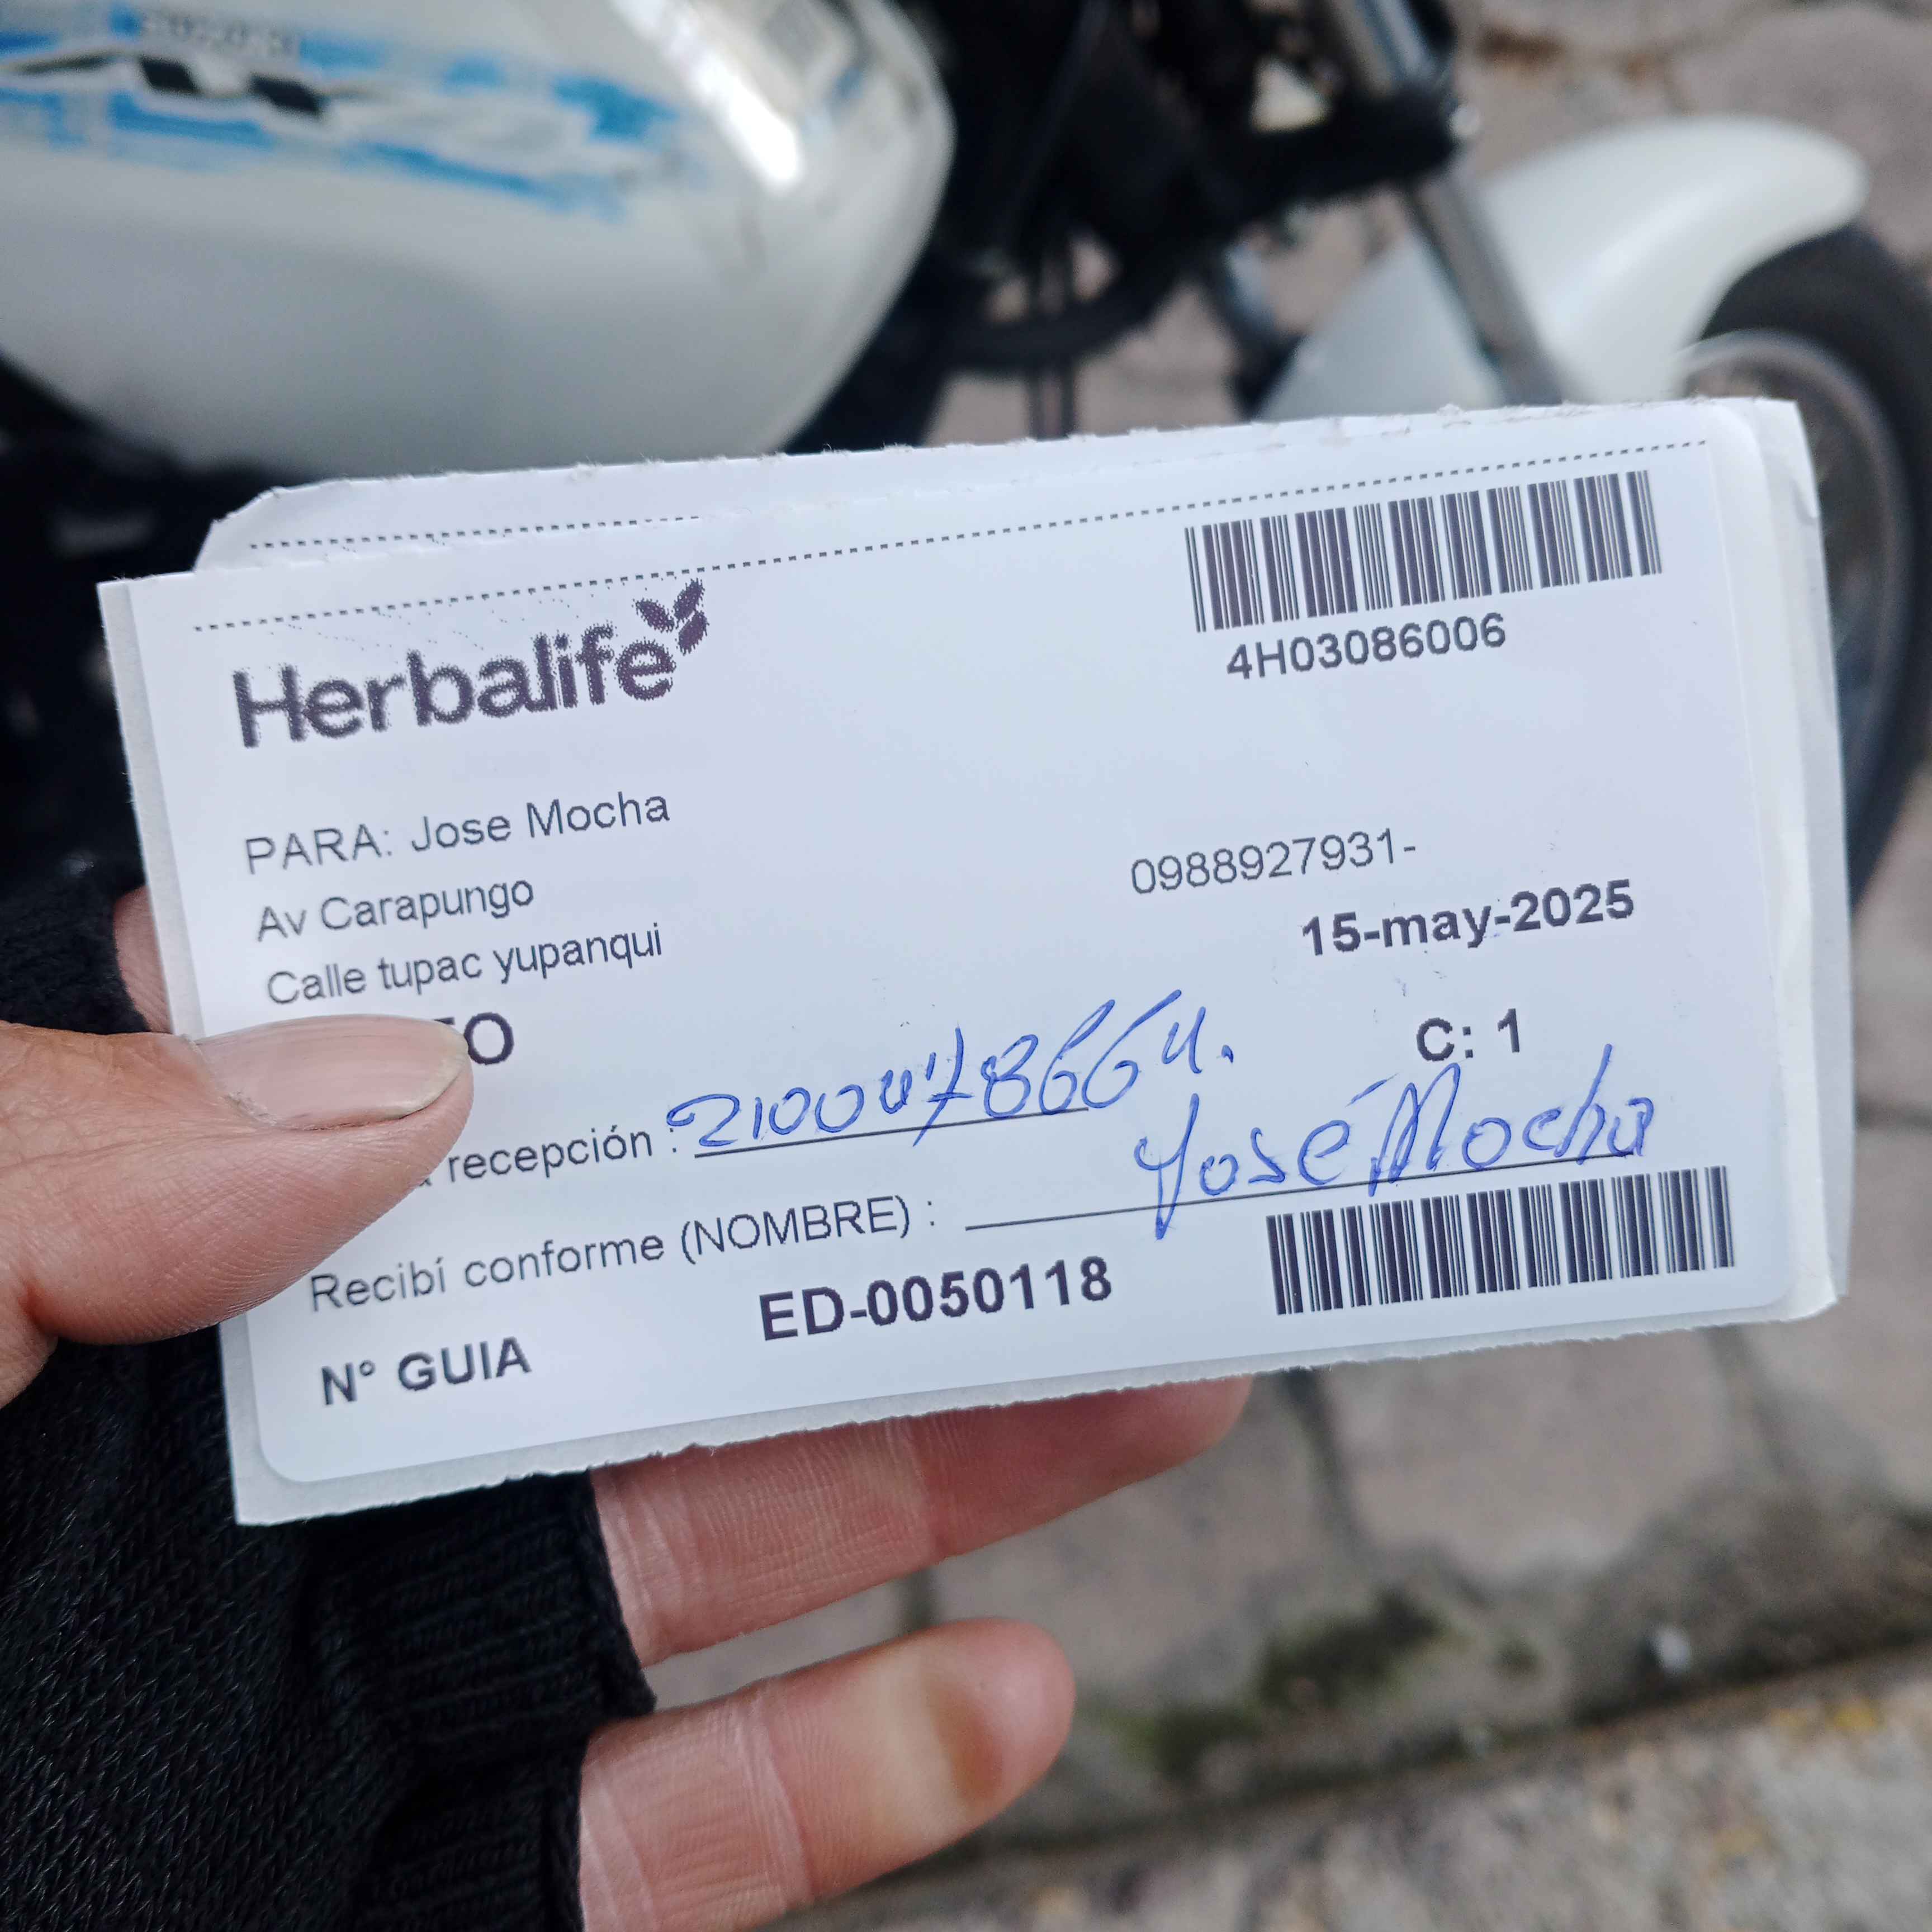 Herbalife
4H03086006
PARA: Jose Mocha
0988927931-
Av Carapungo
15-may-2025
Calle tupac yupanqui
C: 1
recepción :
José Mocha
Recibí conforme (NOMBRE) :
N° GUIA ED-0050118